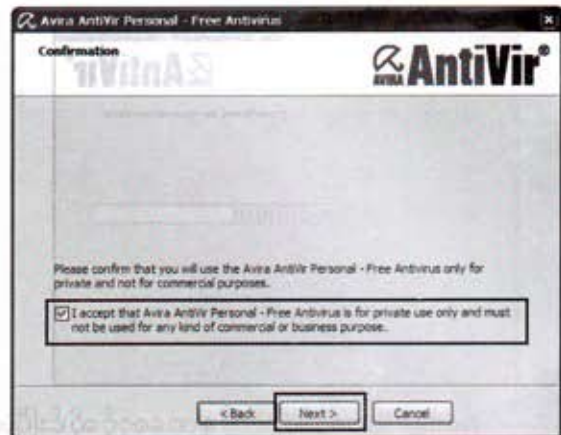 Avira AntiVir Personal - Free Antivirus
Confirmation
AVIRA AntiVir®
Please confirm that you will use the Avira AntiVir Personal - Free Antivirus only for
private and not for commercial purposes.
I accept that Avira AntiVir Personal - Free Antivirus is for private use only and must
not be used for any kind of commercial or business purpose.
< Back Next > Cancel